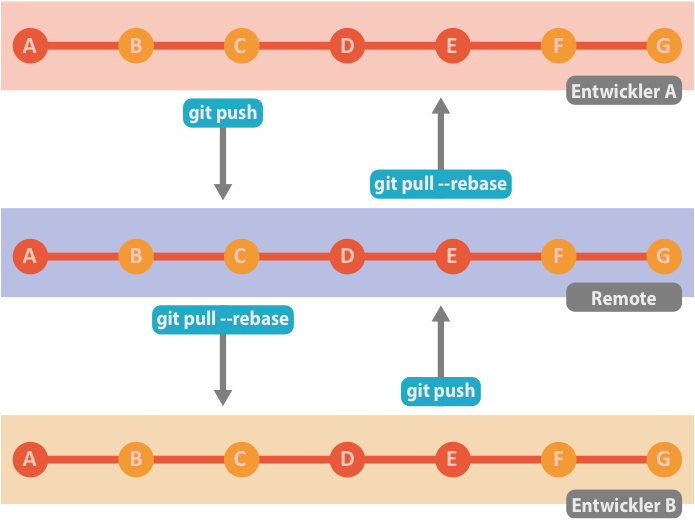 A B C D E F G
Entwickler A
git push
git pull --rebase
A B C D E F G
Remote
git pull --rebase
git push
A B C D E F G
Entwickler B